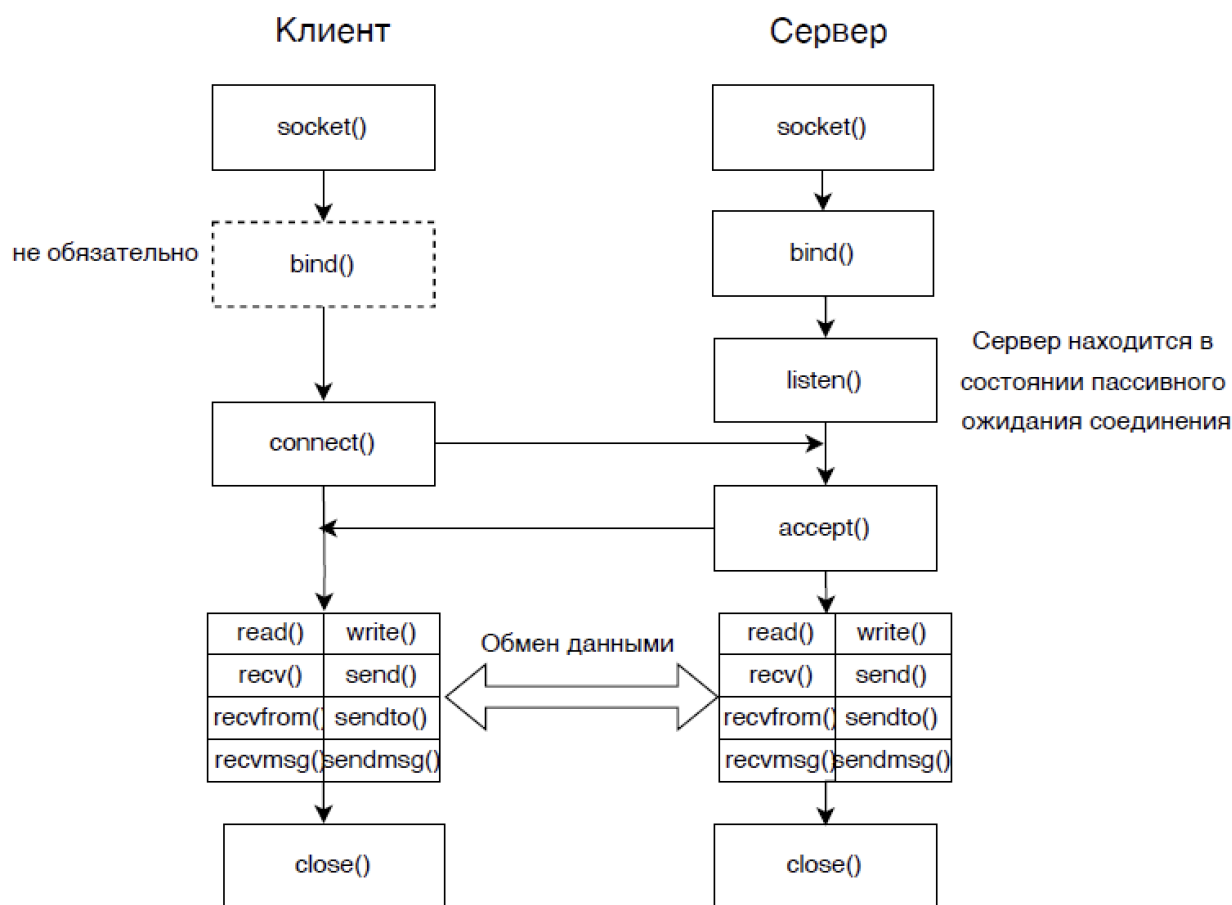 Клиент
Сервер
socket()
socket()
не обязательно
bind()
bind()
listen()
Сервер находится в
состоянии пассивного
ожидания соединения
connect()
accept()
read() write()
recv() send()
recvfrom() sendto()
recvmsg() sendmsg()
Обмен данными
read() write()
recv() send()
recvfrom() sendto()
recvmsg() sendmsg()
close()
close()